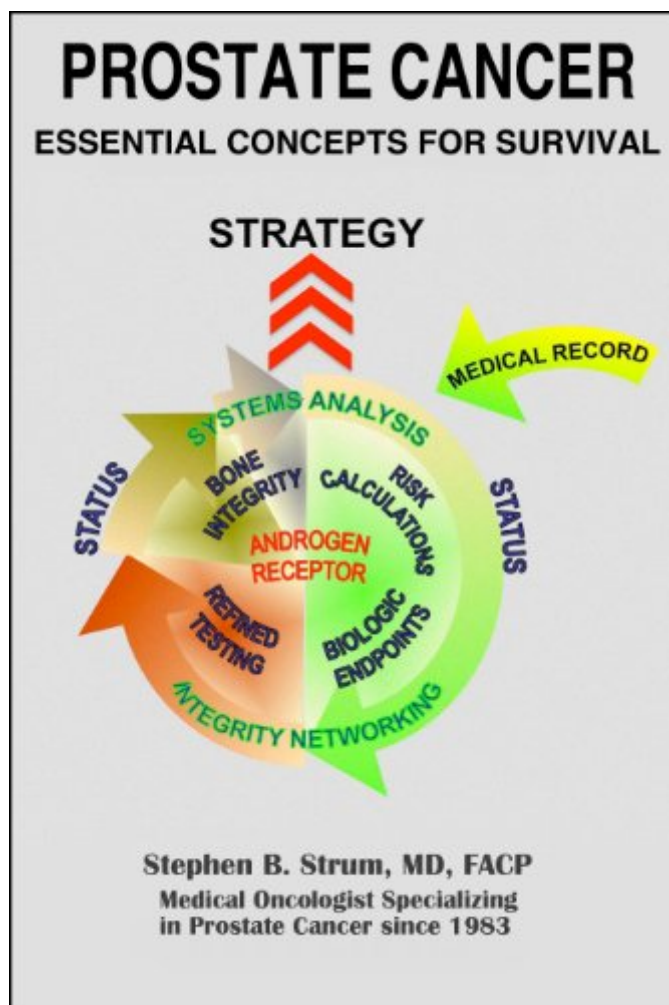 PROSTATE CANCER
ESSENTIAL CONCEPTS FOR SURVIVAL
STRATEGY
MEDICAL RECORD
SYSTEMS ANALYSIS
STATUS
BONE
INTEGRITY
RISK
CALCULATIONS
STATUS
ANDROGEN
RECEPTOR
REFINED
TESTING
BIOLOGIC
ENDPOINTS
INTEGRITY NETWORKING
Stephen B. Strum, MD, FACP
Medical Oncologist Specializing
in Prostate Cancer since 1983